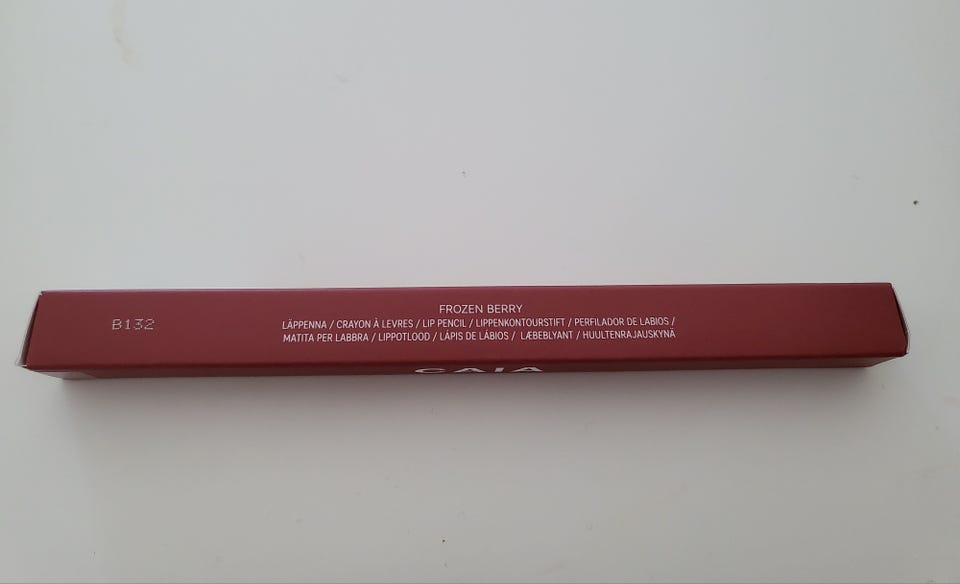 FROZEN BERRY
B132
LÄPPENNA / CRAYON À LEVRES / LIP PENCIL / LIPPENKONTOURSTIFT / PERFILADOR DE LABIOS /
MATITA PER LABBRA / LIPPOTLOOD / LÁPIS DE LÁBIOS / LÆBEBLYANT / HUULTENRAJAUSKYNÄ
CAIA